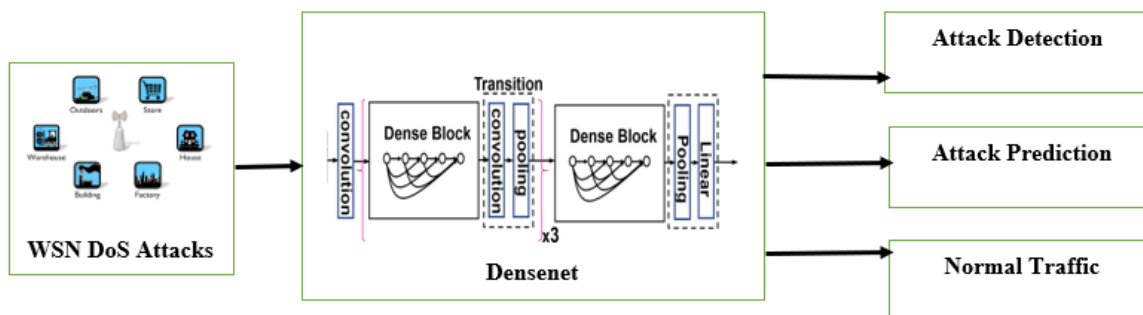 Outdoors
Store
Warehouse
House
Building
Factory
WSN DoS Attacks
convolution
Dense Block
Transition
convolution
pooling
x3
Dense Block
Pooling
Linear
Densenet
Attack Detection
Attack Prediction
Normal Traffic